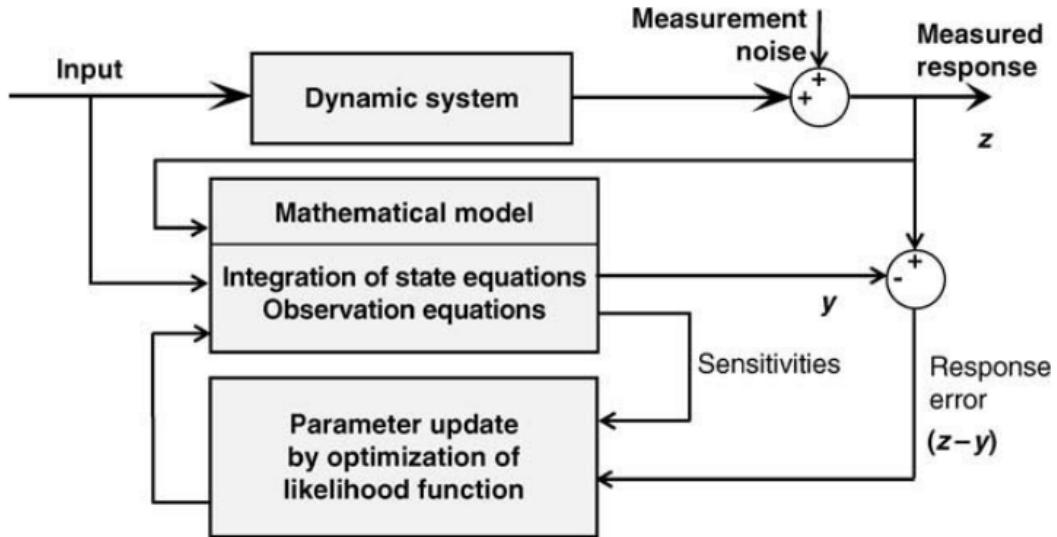 Measurement
noise
Measured
response
Input
Dynamic system
+
+
z
Mathematical model
+
-
Integration of state equations
Observation equations
y
Sensitivities
Response
error
(z-y)
Parameter update
by optimization of
likelihood function